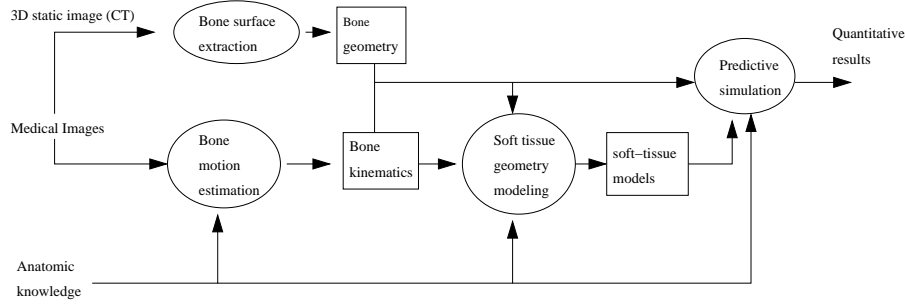 3D static image (CT)
Bone surface
extraction
Bone
geometry
Quantitative
results
Predictive
simulation
Medical Images
Bone
motion
estimation
Bone
kinematics
Soft tissue
geometry
modeling
soft-tissue
models
Anatomic
knowledge